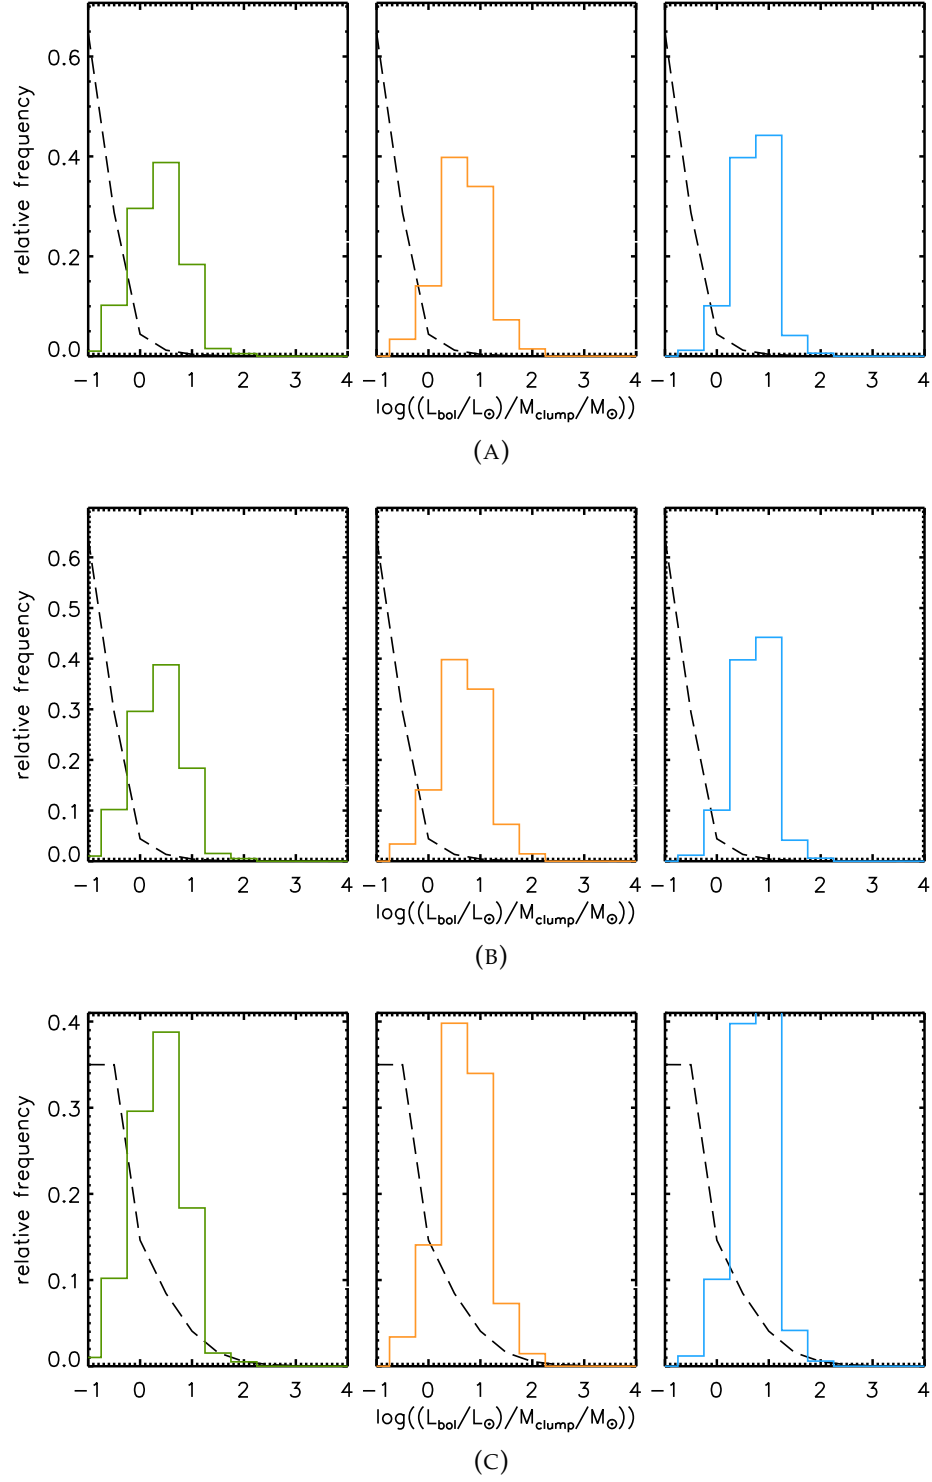 relative frequency
0.6
0.4
0.2
0.0
−1 0 1 2 3 4 −1 0 1 2 3 4 −1 0 1 2 3 4
log((L_bol/L_⊙)/M_clump/M_⊙))
(A)
relative frequency
0.6
0.5
0.4
0.3
0.2
0.1
0.0
−1 0 1 2 3 4 −1 0 1 2 3 4 −1 0 1 2 3 4
log((L_bol/L_⊙)/M_clump/M_⊙))
(B)
relative frequency
0.4
0.3
0.2
0.1
0.0
−1 0 1 2 3 4 −1 0 1 2 3 4 −1 0 1 2 3 4
log((L_bol/L_⊙)/M_clump/M_⊙))
(C)